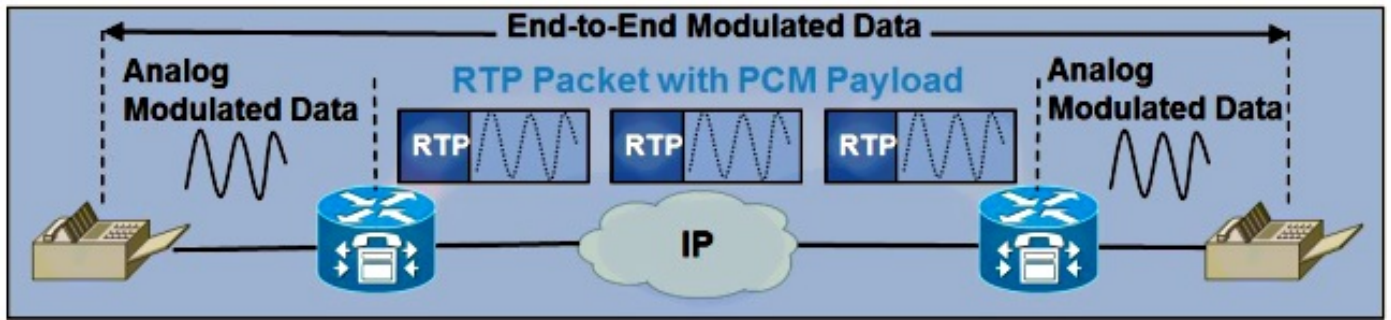 End-to-End Modulated Data
Analog
Modulated Data
RTP Packet with PCM Payload
Analog
Modulated Data
RTP
RTP
RTP
IP